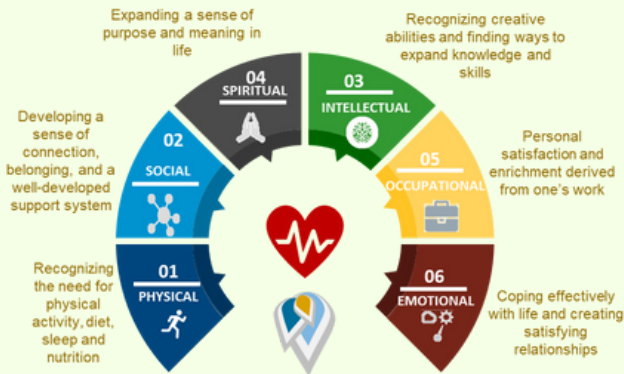 Expanding a sense of
purpose and meaning in
life
Recognizing creative
abilities and finding ways to
expand knowledge and
skills
04
SPIRITUAL
03
INTELLECTUAL
Developing a
sense of
connection,
belonging, and a
well-developed
support system
02
SOCIAL
05
OCCUPATIONAL
Personal
satisfaction and
enrichment derived
from one's work
Recognizing
the need for
physical
activity, diet,
sleep and
nutrition
01
PHYSICAL
06
EMOTIONAL
Coping effectively
with life and creating
satisfying
relationships